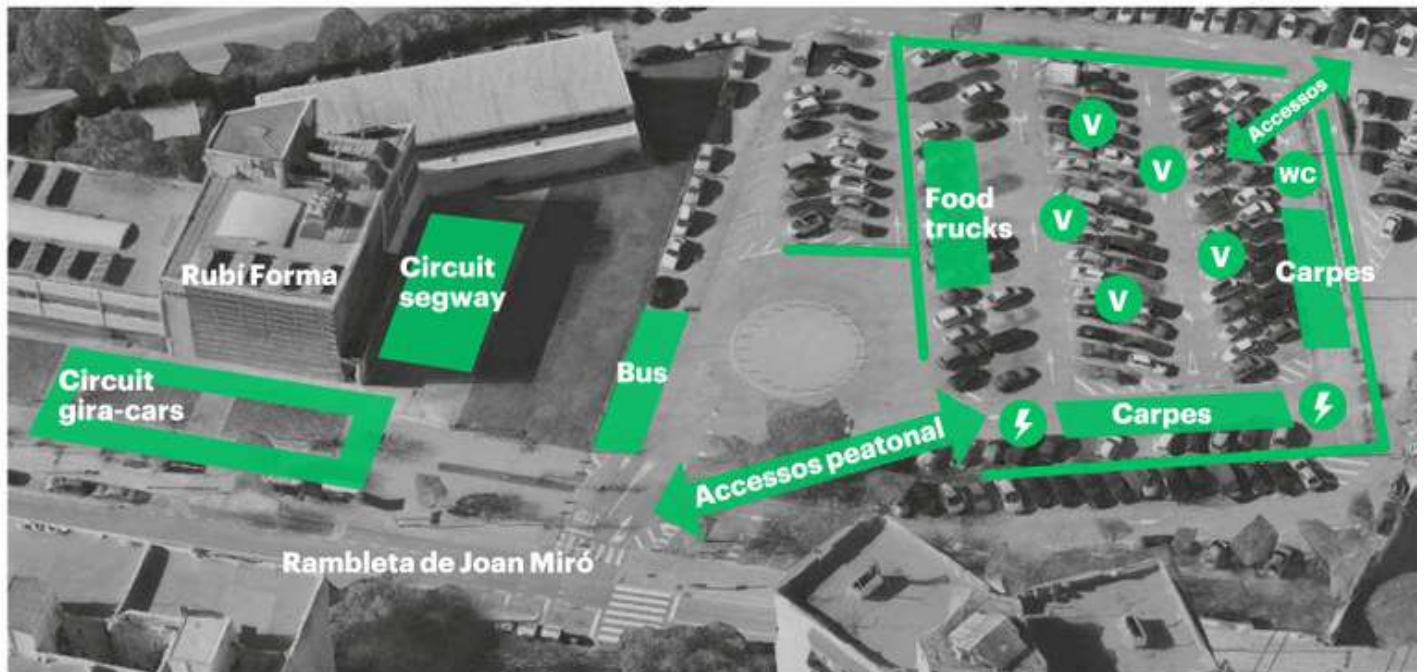 Accessos
V
V
WC
Food
trucks
V
V
Carpes
Rubí Forma
Circuit
segway
V
Bus
Circuit
gira-cars
Carpes
Accessos peatonal
Rambleta de Joan Miró